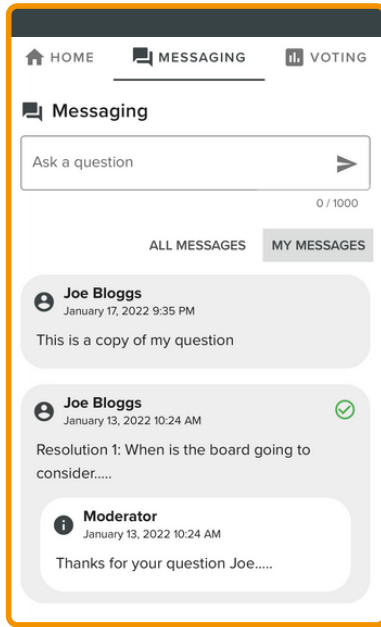 HOME MESSAGING VOTING
Messaging
Ask a question
0 / 1000
ALL MESSAGES MY MESSAGES
Joe Bloggs
January 17, 2022 9:35 PM
This is a copy of my question
Joe Bloggs
January 13, 2022 10:24 AM
Resolution 1: When is the board going to
consider.....
Moderator
January 13, 2022 10:24 AM
Thanks for your question Joe.....